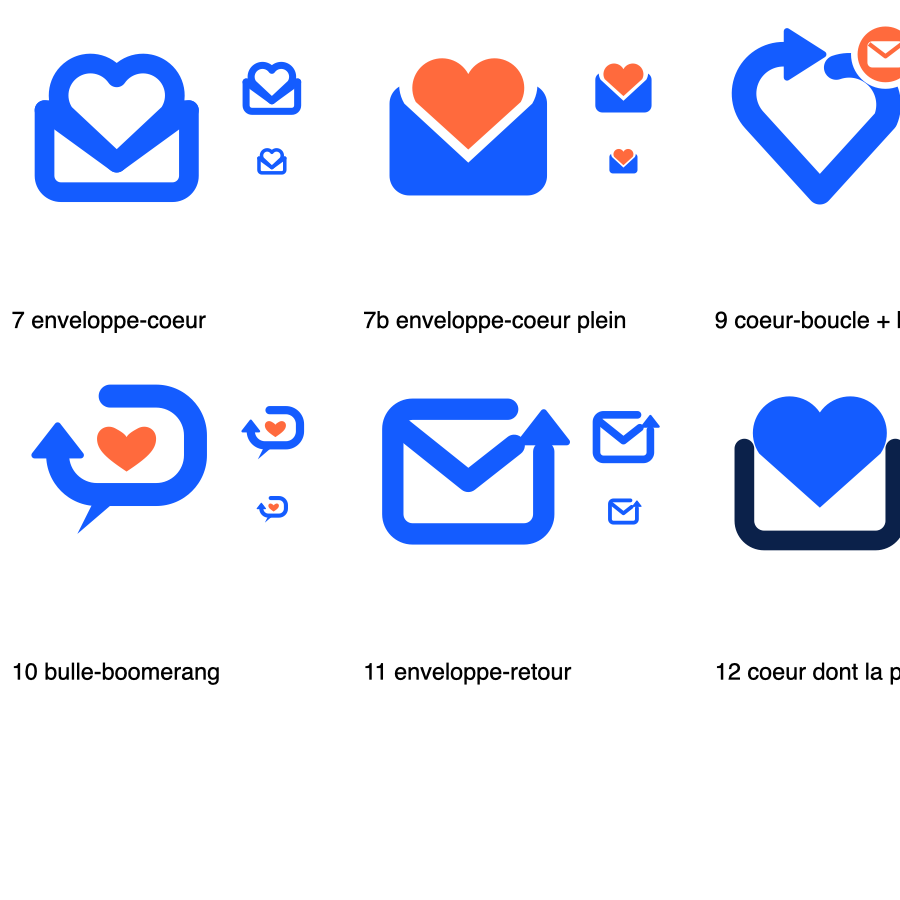 7 enveloppe-coeur
7b enveloppe-coeur plein
9 coeur-boucle +
10 bulle-boomerang
11 enveloppe-retour
12 coeur dont la